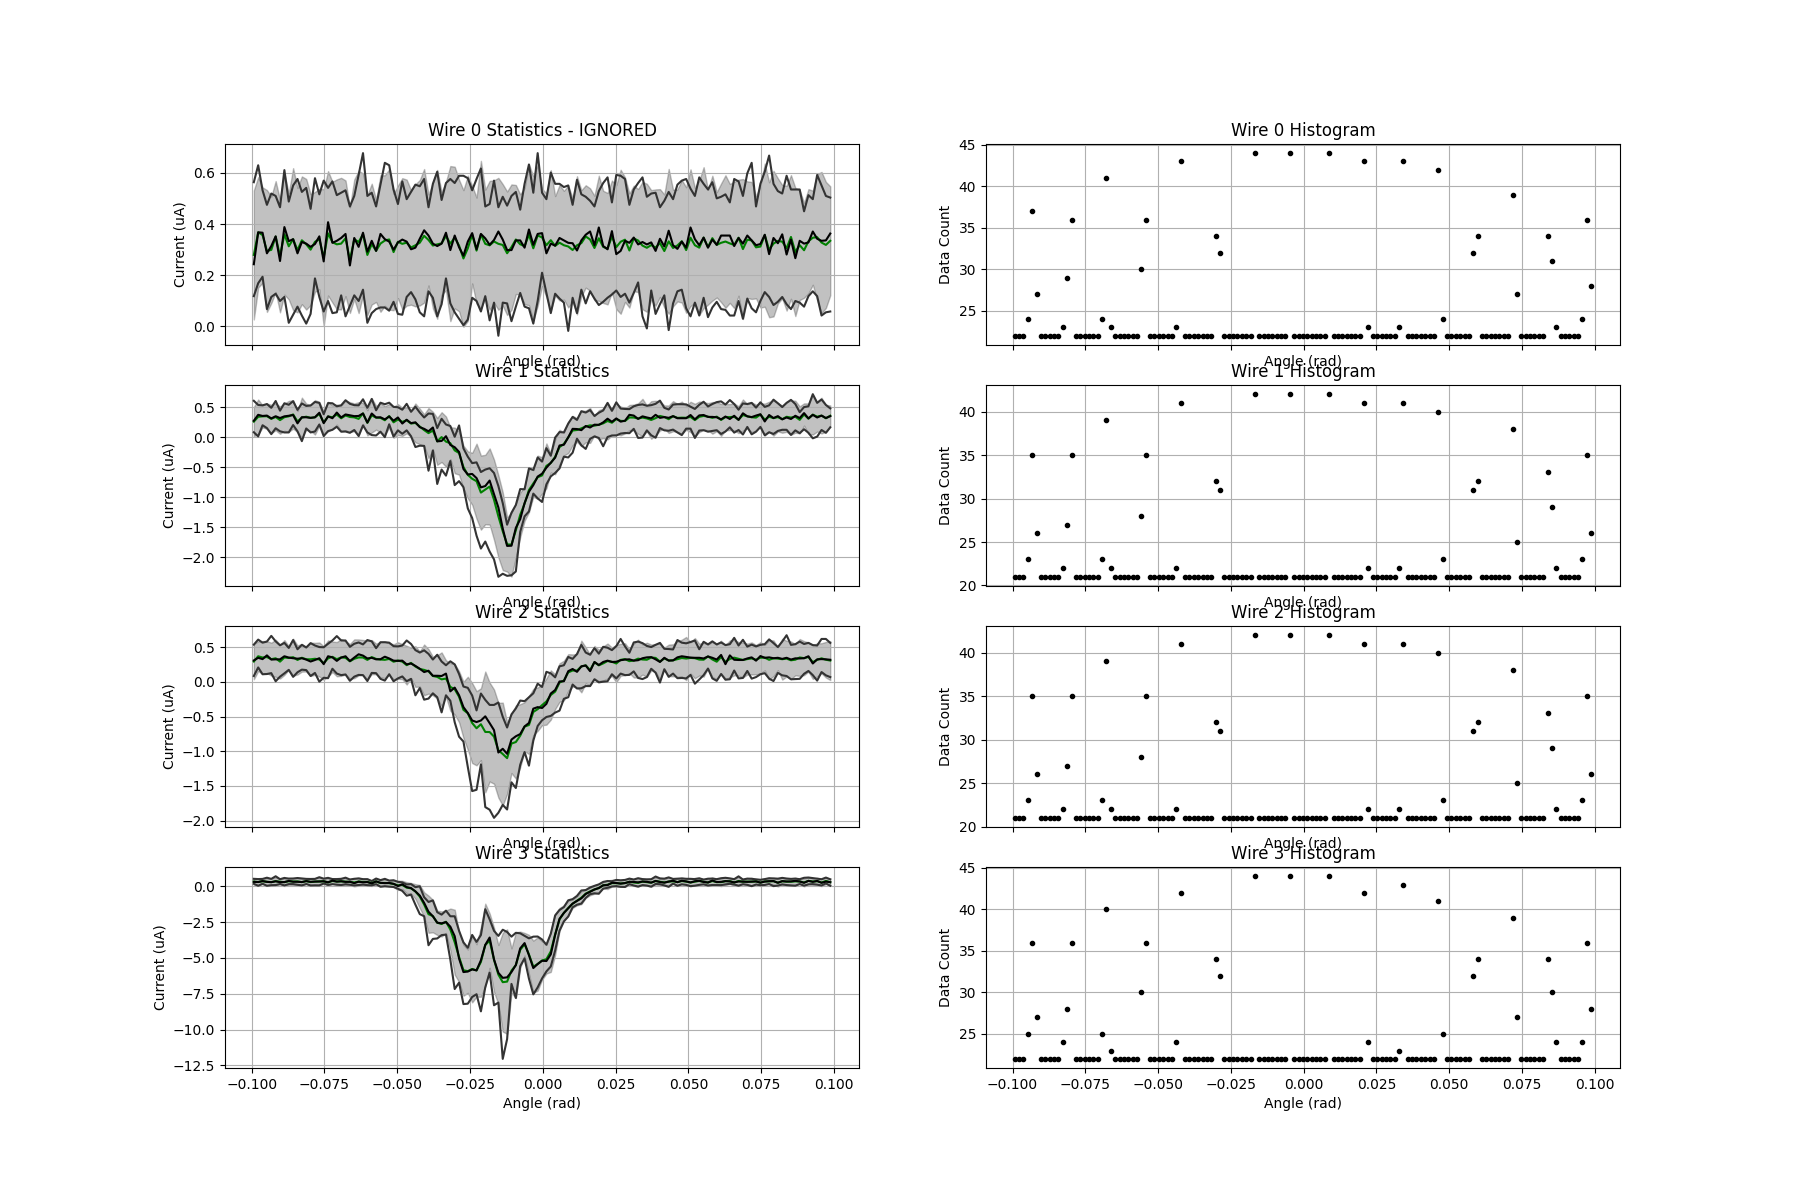 Wire 0 Statistics - IGNORED
Current (uA)
0.6
0.4
0.2
0.0
Angle (rad)
Wire 0 Histogram
Data Count
45
40
35
30
25
Angle (rad)
Wire 1 Statistics
Current (uA)
0.5
0.0
−0.5
−1.0
−1.5
−2.0
Angle (rad)
Wire 1 Histogram
Data Count
40
35
30
25
20
Angle (rad)
Wire 2 Statistics
Current (uA)
0.5
0.0
−0.5
−1.0
−1.5
−2.0
Angle (rad)
Wire 2 Histogram
Data Count
40
35
30
25
20
Angle (rad)
Wire 3 Statistics
Current (uA)
0.0
−2.5
−5.0
−7.5
−10.0
−12.5
−0.100 −0.075 −0.050 −0.025 0.000 0.025 0.050 0.075 0.100
Angle (rad)
Wire 3 Histogram
Data Count
45
40
35
30
25
−0.100 −0.075 −0.050 −0.025 0.000 0.025 0.050 0.075 0.100
Angle (rad)